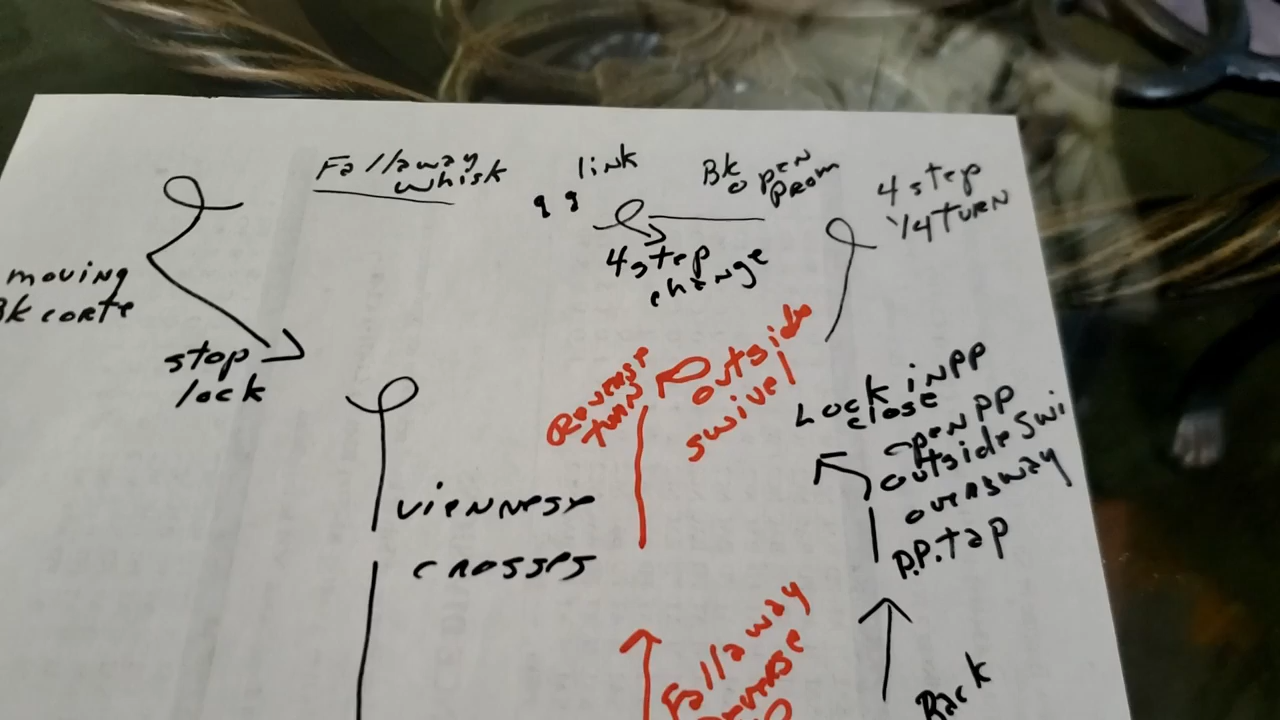 Fallaway
whisk
link
q q
Bk
open
prom
4 step
1/4 TURN
4 step
change
moving
Bk corte
stop
lock
Reverse
turn
outside
swivel
Lock in PP
close
open PP
outside Swi
oversway
P.P. tap
Viennese
crosses
Fallaway
Reverse
Back